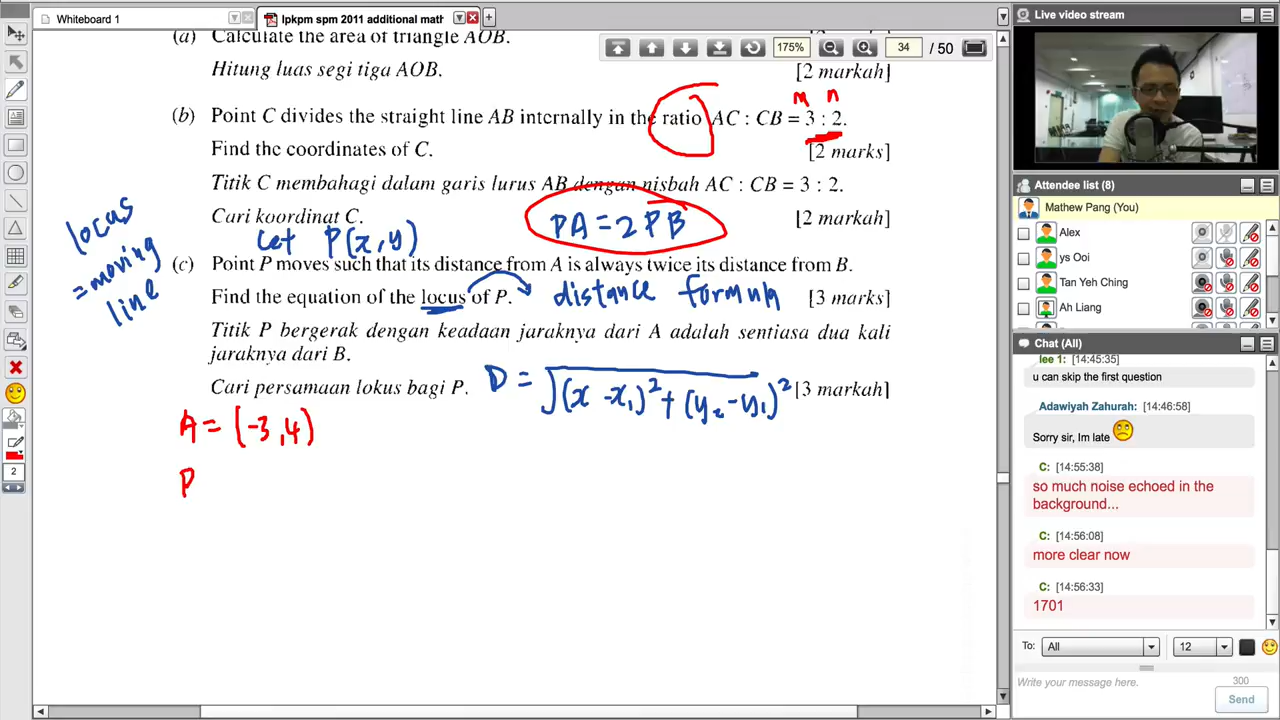 Whiteboard 1
lpkpm spm 2011 additional math
175%
34
/ 50
(a) Calculate the area of triangle AOB.
Hitung luas segi tiga AOB.
[2 markah]
m n
(b) Point C divides the straight line AB internally in the ratio AC : CB = 3 : 2.
Find the coordinates of C.
[2 marks]
Titik C membahagi dalam garis lurus AB dengan nisbah AC : CB = 3 : 2.
Cari koordinat C.
[2 markah]
PA = 2 PB
Let P(x, y)
locus
= moving
line
(c) Point P moves such that its distance from A is always twice its distance from B.
Find the equation of the locus of P.
distance formula
[3 marks]
Titik P bergerak dengan keadaan jaraknya dari A adalah sentiasa dua kali
jaraknya dari B.
Cari persamaan lokus bagi P.
[3 markah]
D = √(x - x₁)² + (y₂ - y₁)²
A = (-3, 4)
P
2
Live video stream
Attendee list (8)
Mathew Pang (You)
Alex
ys Ooi
Tan Yeh Ching
Ah Liang
Chat (All)
lee 1: [14:45:35]
u can skip the first question
Adawiyah Zahurah: [14:46:58]
Sorry sir, Im late
C: [14:55:38]
so much noise echoed in the
background...
C: [14:56:08]
more clear now
C: [14:56:33]
1701
To: All 12
Write your message here.
300
Send